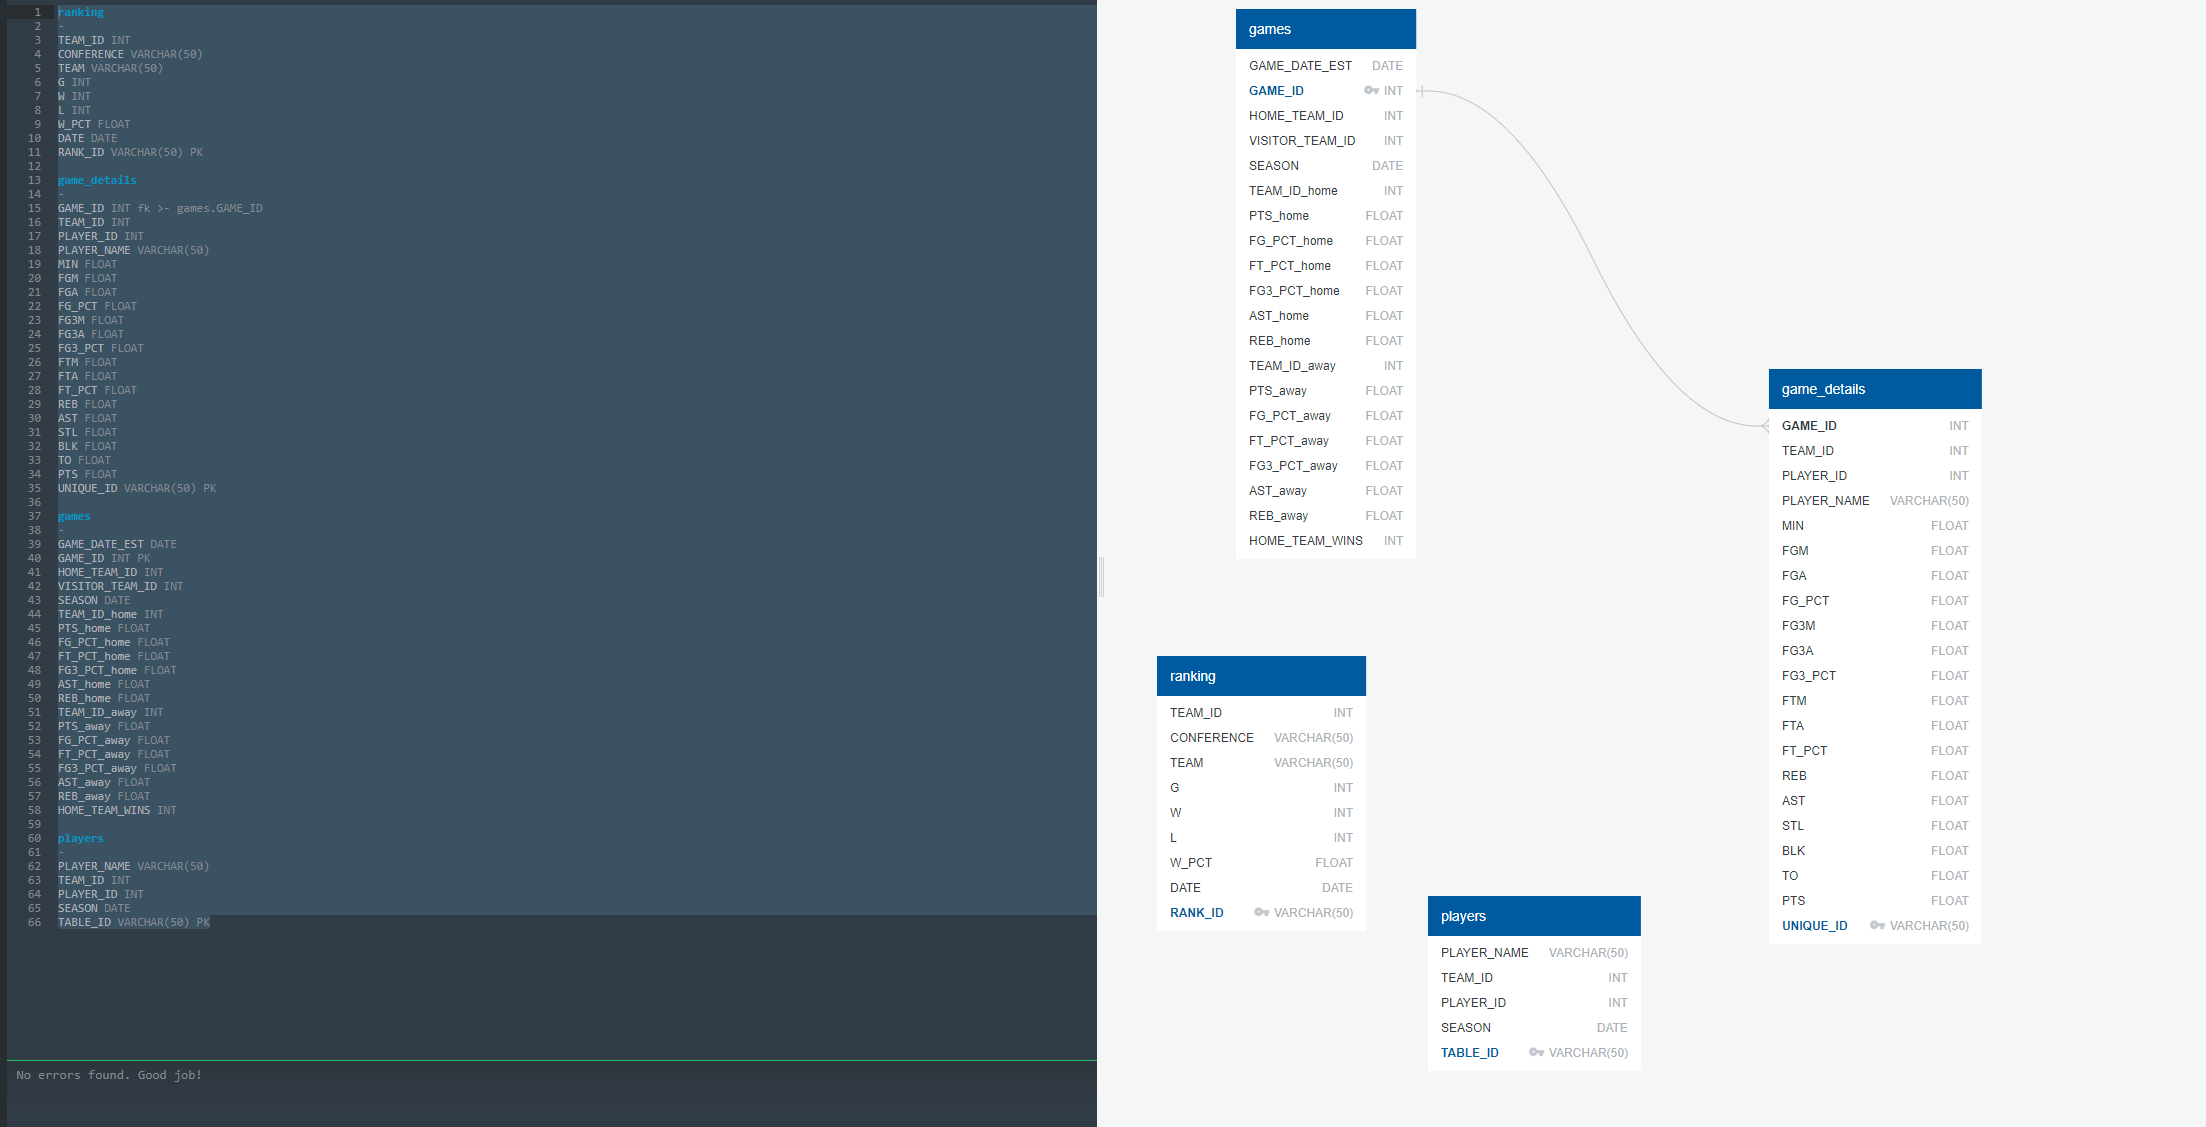 1 ranking
2 -
3 TEAM_ID INT
4 CONFERENCE VARCHAR(50)
5 TEAM VARCHAR(50)
6 G INT
7 W INT
8 L INT
9 W_PCT FLOAT
10 DATE DATE
11 RANK_ID VARCHAR(50) PK
12
13 game_details
14 -
15 GAME_ID INT fk >- games.GAME_ID
16 TEAM_ID INT
17 PLAYER_ID INT
18 PLAYER_NAME VARCHAR(50)
19 MIN FLOAT
20 FGM FLOAT
21 FGA FLOAT
22 FG_PCT FLOAT
23 FG3M FLOAT
24 FG3A FLOAT
25 FG3_PCT FLOAT
26 FTM FLOAT
27 FTA FLOAT
28 FT_PCT FLOAT
29 REB FLOAT
30 AST FLOAT
31 STL FLOAT
32 BLK FLOAT
33 TO FLOAT
34 PTS FLOAT
35 UNIQUE_ID VARCHAR(50) PK
36
37 games
38 -
39 GAME_DATE_EST DATE
40 GAME_ID INT PK
41 HOME_TEAM_ID INT
42 VISITOR_TEAM_ID INT
43 SEASON DATE
44 TEAM_ID_home INT
45 PTS_home FLOAT
46 FG_PCT_home FLOAT
47 FT_PCT_home FLOAT
48 FG3_PCT_home FLOAT
49 AST_home FLOAT
50 REB_home FLOAT
51 TEAM_ID_away INT
52 PTS_away FLOAT
53 FG_PCT_away FLOAT
54 FT_PCT_away FLOAT
55 FG3_PCT_away FLOAT
56 AST_away FLOAT
57 REB_away FLOAT
58 HOME_TEAM_WINS INT
59
60 players
61 -
62 PLAYER_NAME VARCHAR(50)
63 TEAM_ID INT
64 PLAYER_ID INT
65 SEASON DATE
66 TABLE_ID VARCHAR(50) PK
No errors found. Good job!
games
GAME_DATE_EST DATE
GAME_ID INT
HOME_TEAM_ID INT
VISITOR_TEAM_ID INT
SEASON DATE
TEAM_ID_home INT
PTS_home FLOAT
FG_PCT_home FLOAT
FT_PCT_home FLOAT
FG3_PCT_home FLOAT
AST_home FLOAT
REB_home FLOAT
TEAM_ID_away INT
PTS_away FLOAT
FG_PCT_away FLOAT
FT_PCT_away FLOAT
FG3_PCT_away FLOAT
AST_away FLOAT
REB_away FLOAT
HOME_TEAM_WINS INT
game_details
GAME_ID INT
TEAM_ID INT
PLAYER_ID INT
PLAYER_NAME VARCHAR(50)
MIN FLOAT
FGM FLOAT
FGA FLOAT
FG_PCT FLOAT
FG3M FLOAT
FG3A FLOAT
FG3_PCT FLOAT
FTM FLOAT
FTA FLOAT
FT_PCT FLOAT
REB FLOAT
AST FLOAT
STL FLOAT
BLK FLOAT
TO FLOAT
PTS FLOAT
UNIQUE_ID VARCHAR(50)
ranking
TEAM_ID INT
CONFERENCE VARCHAR(50)
TEAM VARCHAR(50)
G INT
W INT
L INT
W_PCT FLOAT
DATE DATE
RANK_ID VARCHAR(50)
players
PLAYER_NAME VARCHAR(50)
TEAM_ID INT
PLAYER_ID INT
SEASON DATE
TABLE_ID VARCHAR(50)